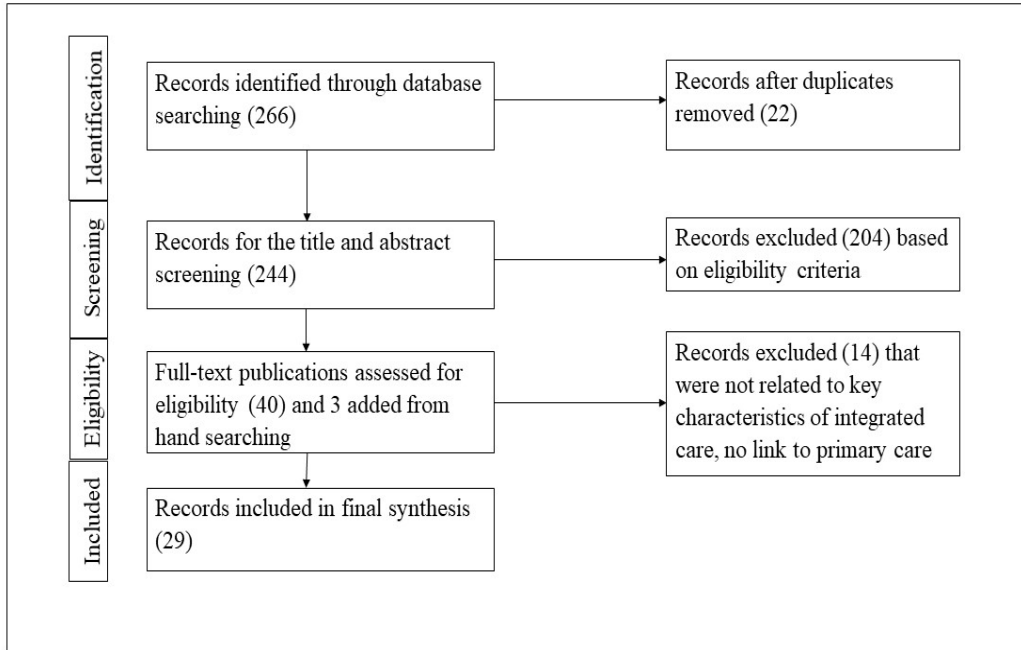 Identification
Records identified through database
searching (266)
Records after duplicates
removed (22)
Screening
Records for the title and abstract
screening (244)
Records excluded (204) based
on eligibility criteria
Eligibility
Full-text publications assessed for
eligibility (40) and 3 added from
hand searching
Records excluded (14) that
were not related to key
characteristics of integrated
care, no link to primary care
Included
Records included in final synthesis
(29)